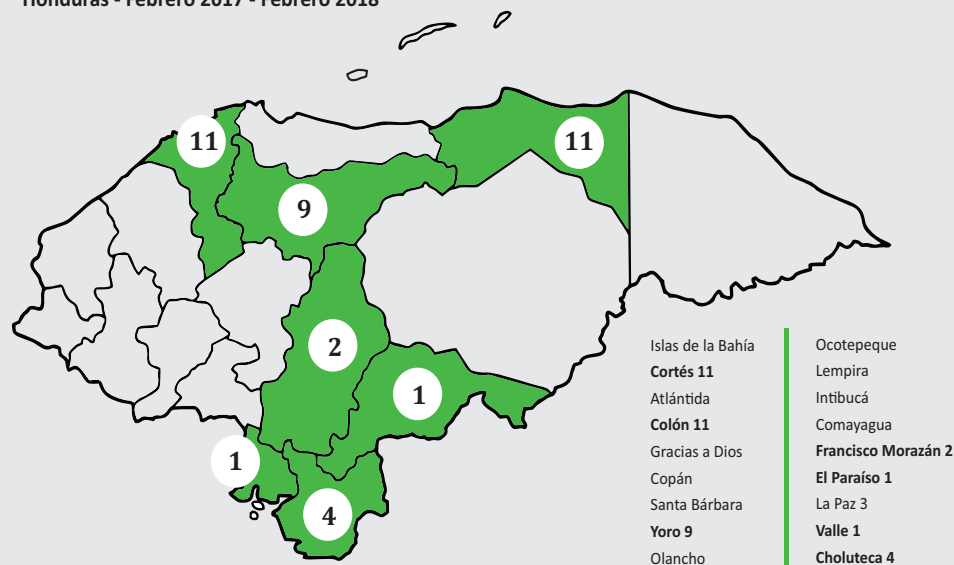 Honduras - Febrero 2017 - Febrero 2018
11
11
9
2
1
1
4
Islas de la Bahía
Cortés 11
Atlántida
Colón 11
Gracias a Dios
Copán
Santa Bárbara
Yoro 9
Olancho
Ocotepeque
Lempira
Intibucá
Comayagua
Francisco Morazán 2
El Paraíso 1
La Paz 3
Valle 1
Choluteca 4